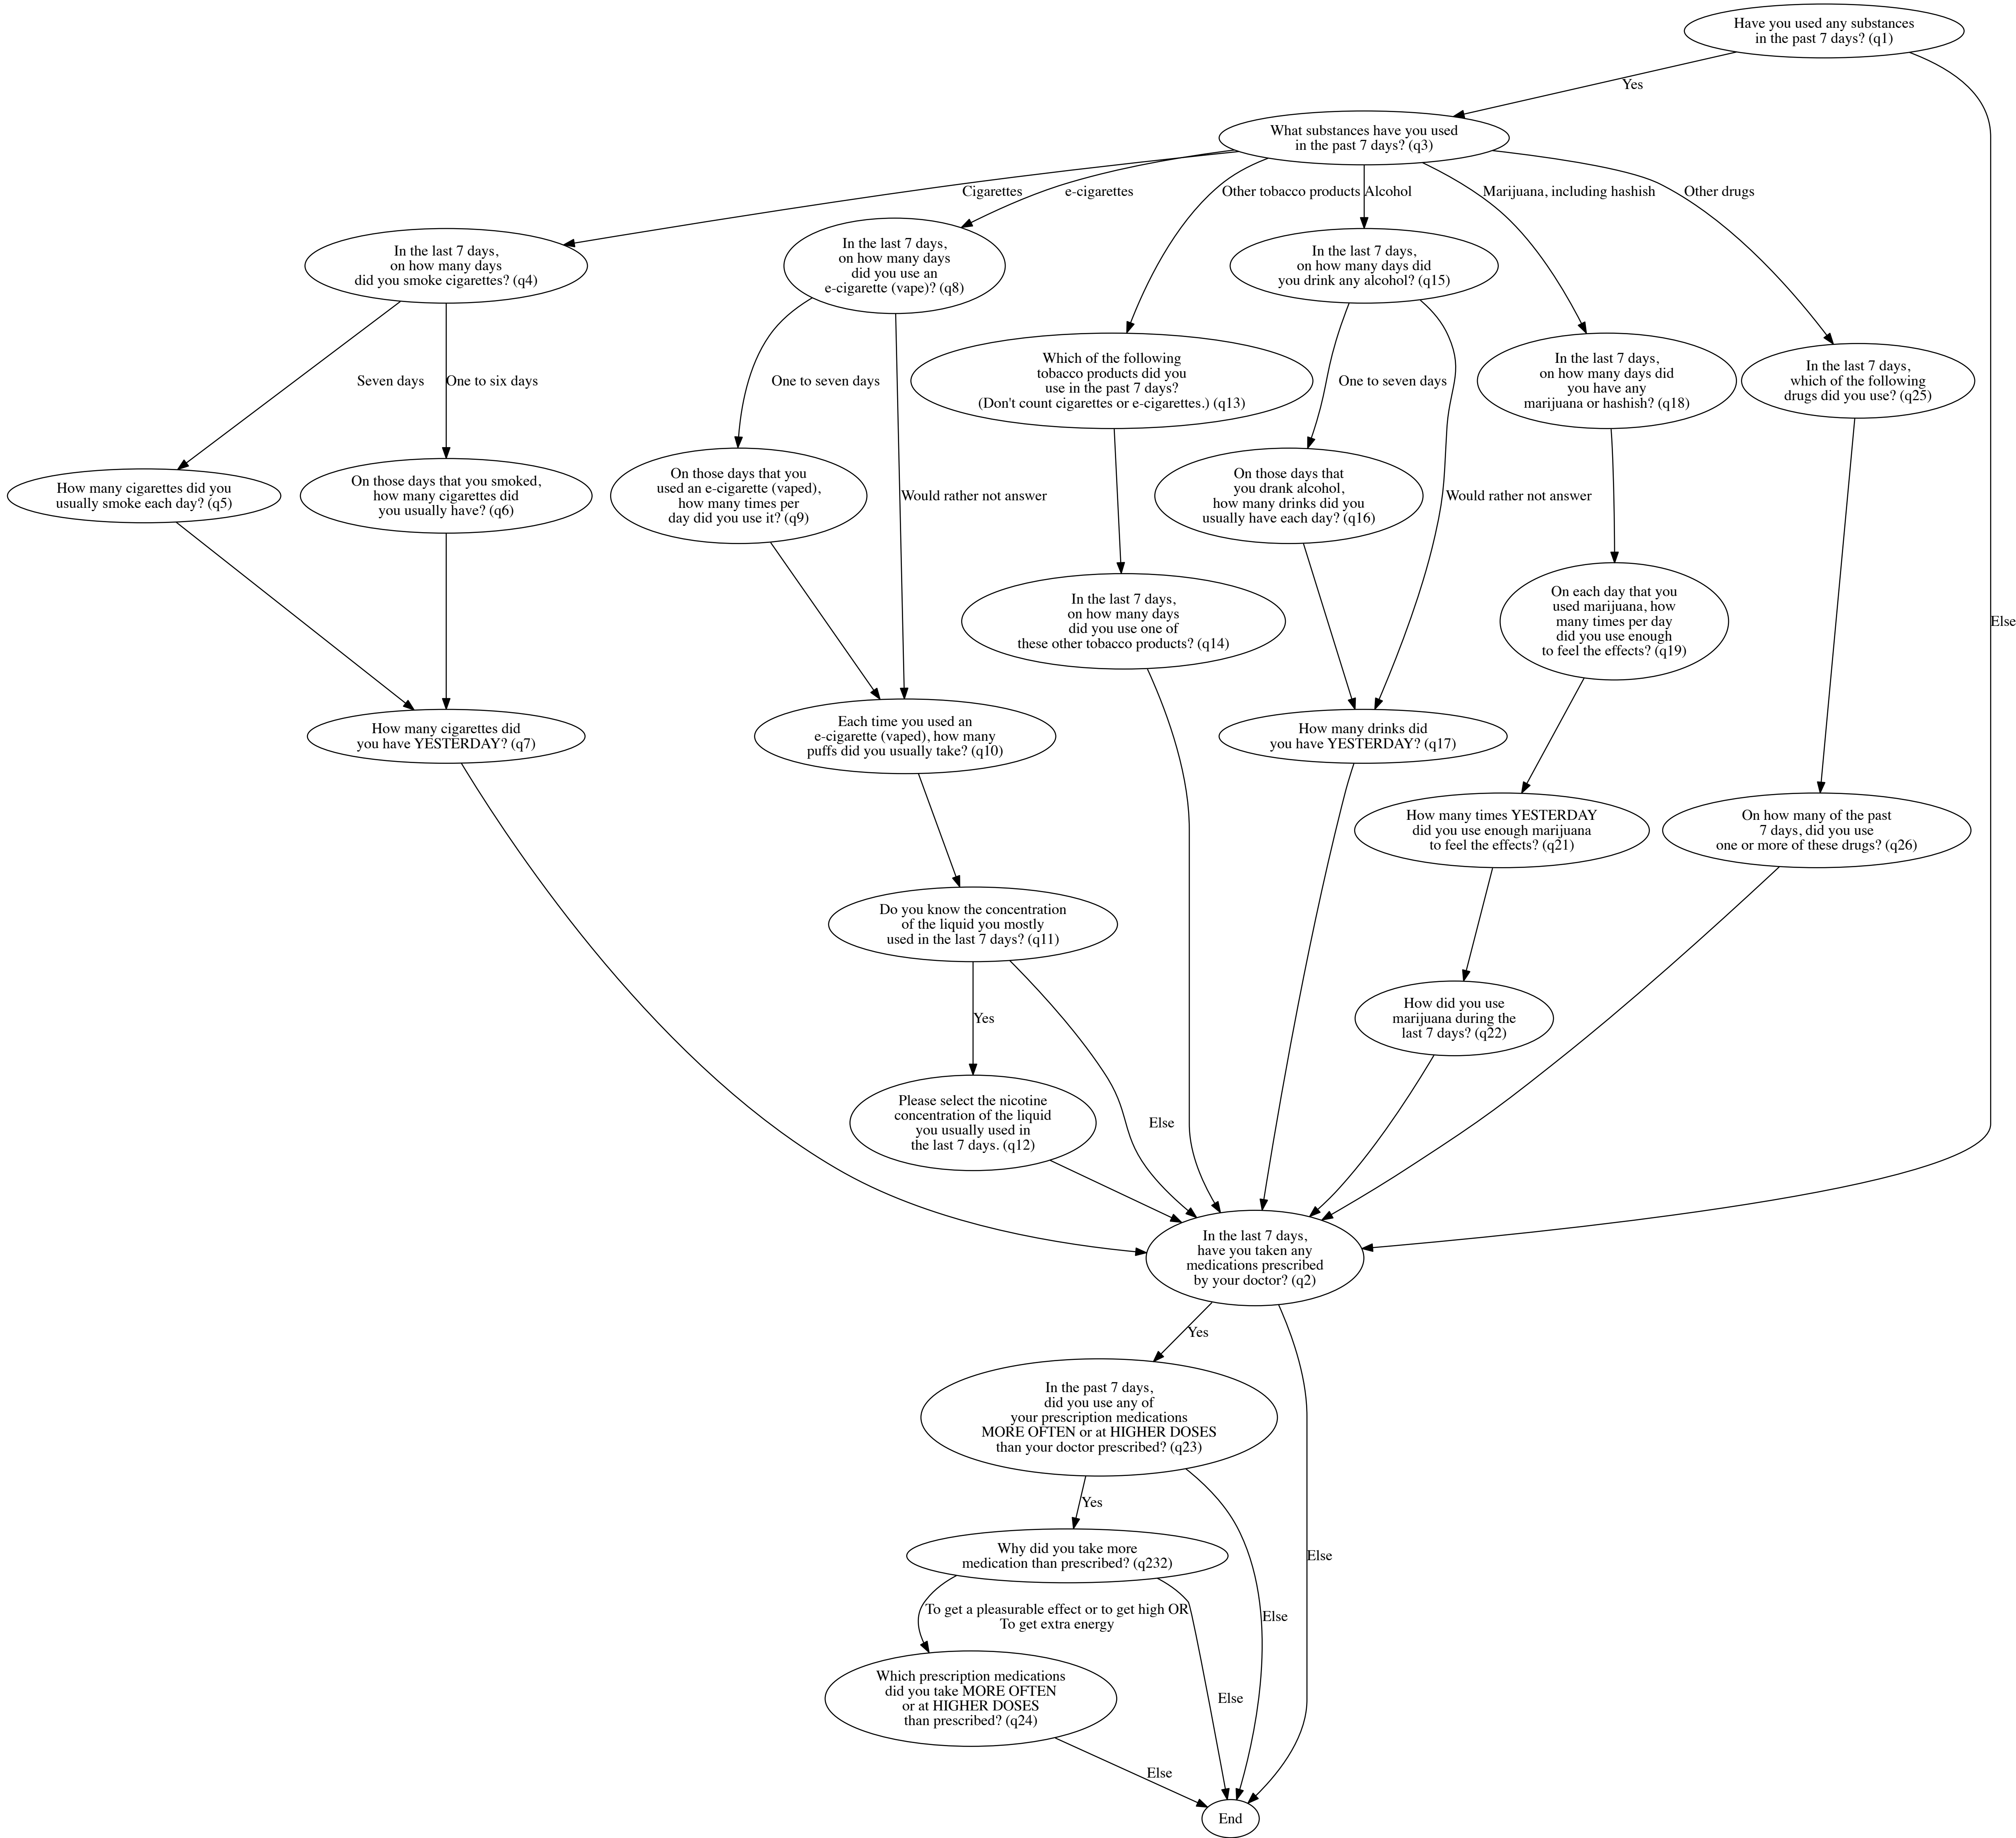 Have you used any substances
in the past 7 days? (q1)
Yes
What substances have you used
in the past 7 days? (q3)
Cigarettes
e-cigarettes
Other tobacco products
Alcohol
Marijuana, including hashish
Other drugs
In the last 7 days,
on how many days
did you smoke cigarettes? (q4)
In the last 7 days,
on how many days
did you use an
e-cigarette (vape)? (q8)
In the last 7 days,
on how many days did
you drink any alcohol? (q15)
Seven days
One to six days
One to seven days
Which of the following
tobacco products did you
use in the past 7 days?
(Don't count cigarettes or e-cigarettes.) (q13)
One to seven days
In the last 7 days,
on how many days did
you have any
marijuana or hashish? (q18)
In the last 7 days,
which of the following
drugs did you use? (q25)
How many cigarettes did you
usually smoke each day? (q5)
On those days that you smoked,
how many cigarettes did
you usually have? (q6)
On those days that you
used an e-cigarette (vaped),
how many times per
day did you use it? (q9)
Would rather not answer
On those days that
you drank alcohol,
how many drinks did you
usually have each day? (q16)
Would rather not answer
In the last 7 days,
on how many days
did you use one of
these other tobacco products? (q14)
On each day that you
used marijuana, how
many times per day
did you use enough
to feel the effects? (q19)
Else
How many cigarettes did
you have YESTERDAY? (q7)
Each time you used an
e-cigarette (vaped), how many
puffs did you usually take? (q10)
How many drinks did
you have YESTERDAY? (q17)
How many times YESTERDAY
did you use enough marijuana
to feel the effects? (q21)
On how many of the past
7 days, did you use
one or more of these drugs? (q26)
Do you know the concentration
of the liquid you mostly
used in the last 7 days? (q11)
Yes
How did you use
marijuana during the
last 7 days? (q22)
Please select the nicotine
concentration of the liquid
you usually used in
the last 7 days. (q12)
Else
In the last 7 days,
have you taken any
medications prescribed
by your doctor? (q2)
Yes
In the past 7 days,
did you use any of
your prescription medications
MORE OFTEN or at HIGHER DOSES
than your doctor prescribed? (q23)
Yes
Why did you take more
medication than prescribed? (q232)
Else
To get a pleasurable effect or to get high OR
To get extra energy
Else
Which prescription medications
did you take MORE OFTEN
or at HIGHER DOSES
than prescribed? (q24)
Else
Else
End